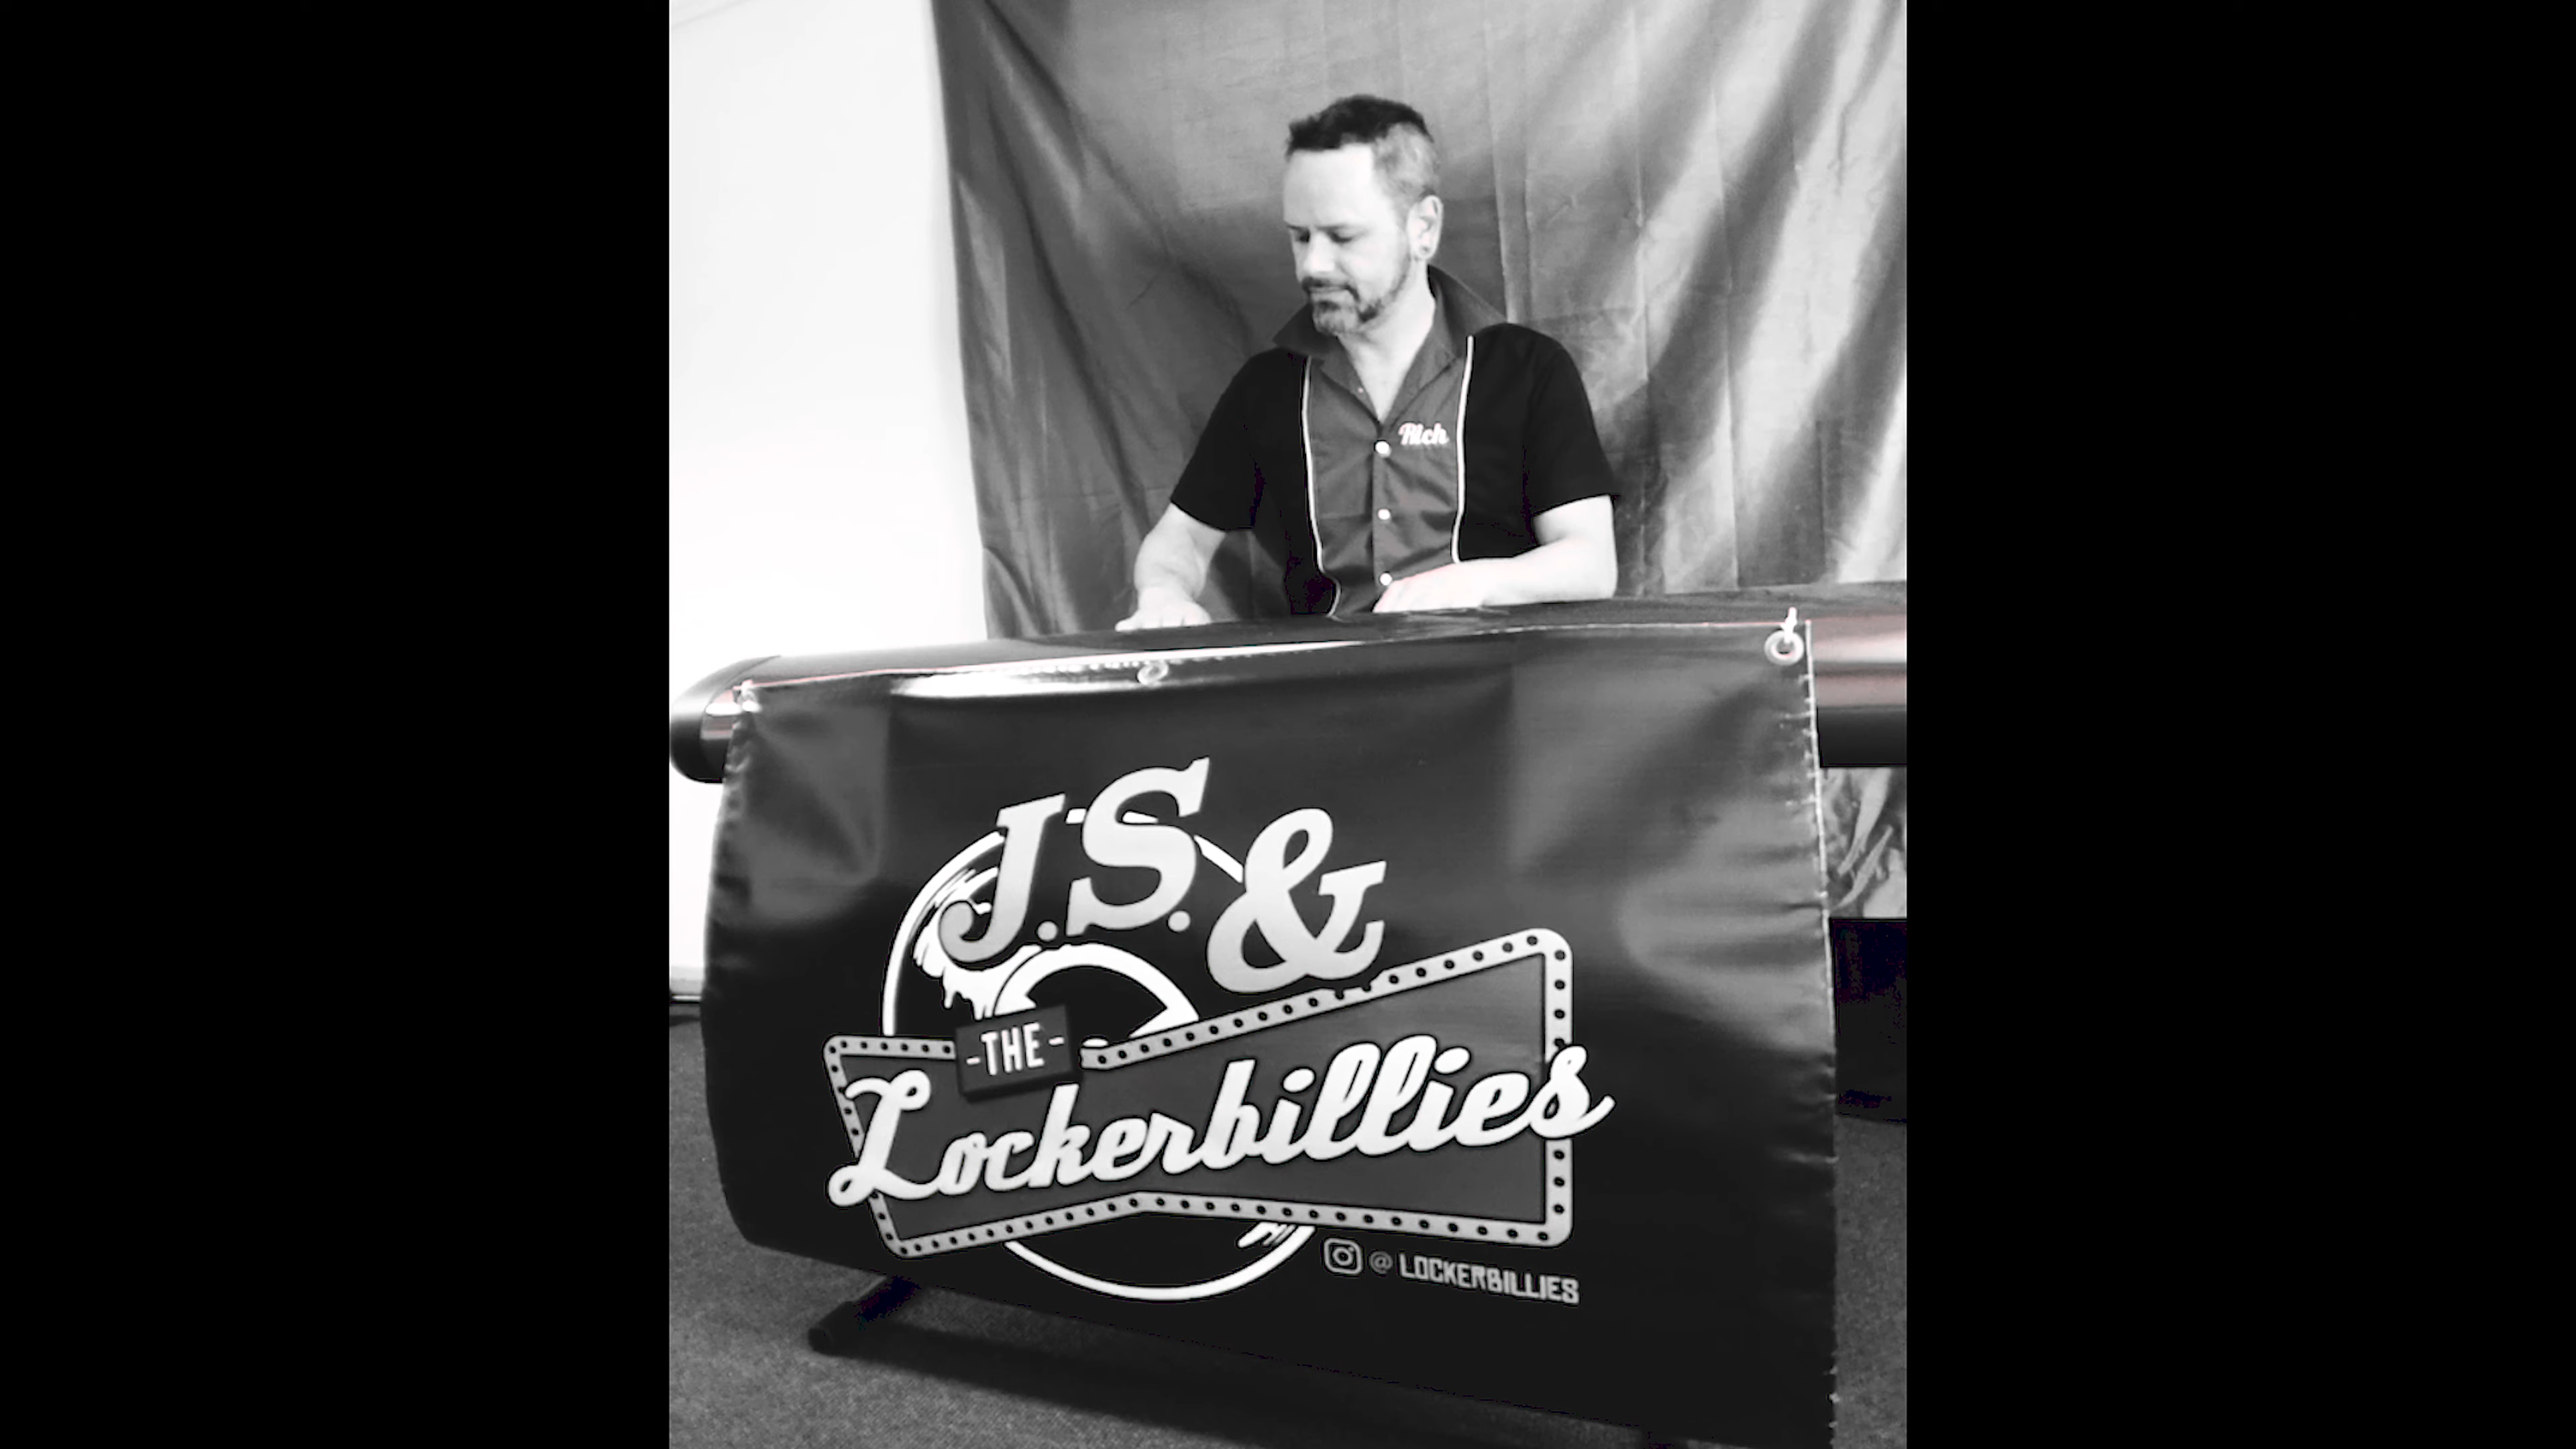 Rich
J.S. &
-THE-
Lockerbillies
@ LOCKERBILLIES